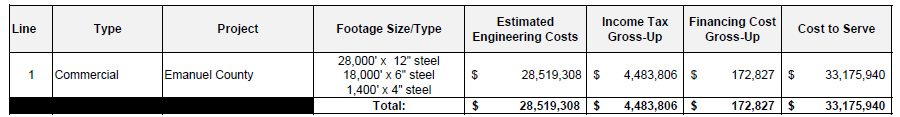 Line Type Project Footage Size/Type Estimated Engineering Costs Income Tax Gross-Up Financing Cost Gross-Up Cost to Serve
1 Commercial Emanuel County 28,000' x 12" steel 18,000' x 6" steel 1,400' x 4" steel $ 28,519,308 $ 4,483,806 $ 172,827 $ 33,175,940
Total: $ 28,519,308 $ 4,483,806 $ 172,827 $ 33,175,940